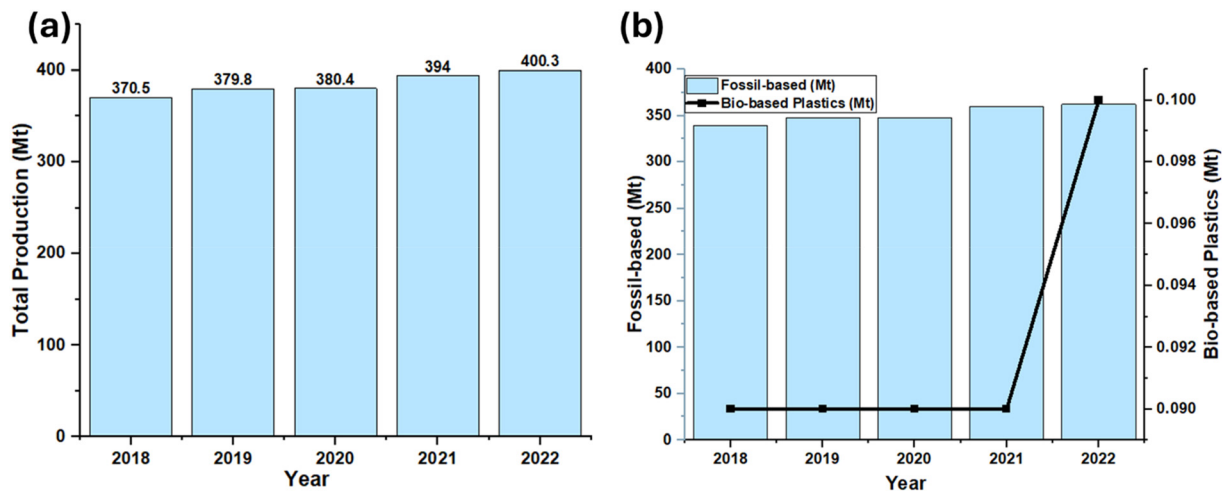 (a)
Total Production (Mt)
400
300
200
100
0
370.5
379.8
380.4
394
400.3
2018 2019 2020 2021 2022
Year
(b)
Fossil-based (Mt)
400
350
300
250
200
150
100
50
0
Fossil-based (Mt)
Bio-based Plastics (Mt)
0.100
0.098
0.096
0.094
0.092
0.090
Bio-based Plastics (Mt)
2018 2019 2020 2021 2022
Year